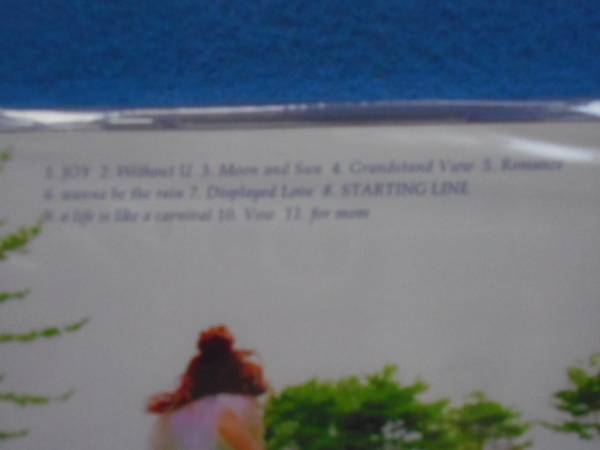 1. JOY 2. Without U 3. Moon and Sun 4. Grandstand View 5. Romance
6. wanna be the rain 7. Displayed Love 8. STARTING LINE
9. a life is like a carnival 10. Vow 11. for mom